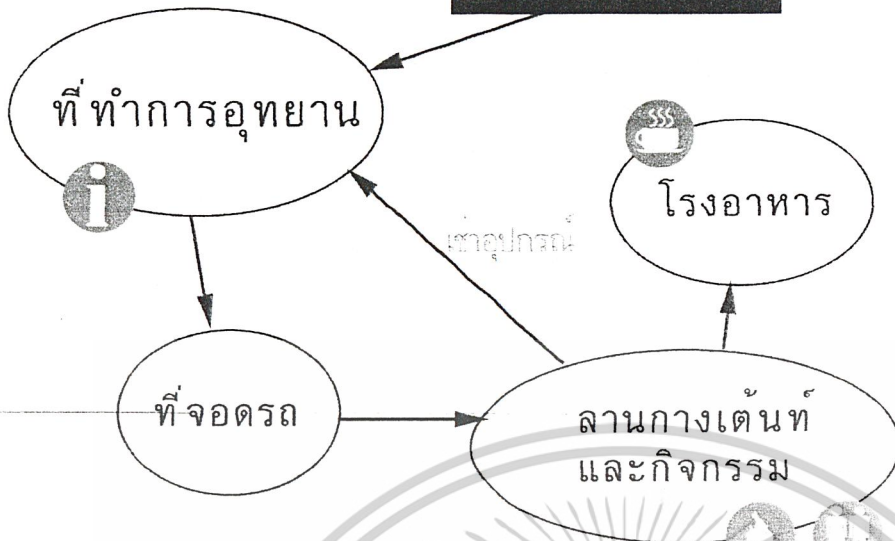 ที่ทำการอุทยาน
โรงอาหาร
เช่าอุปกรณ์
ที่จอดรถ
ลานกางเต้นท์
และกิจกรรม